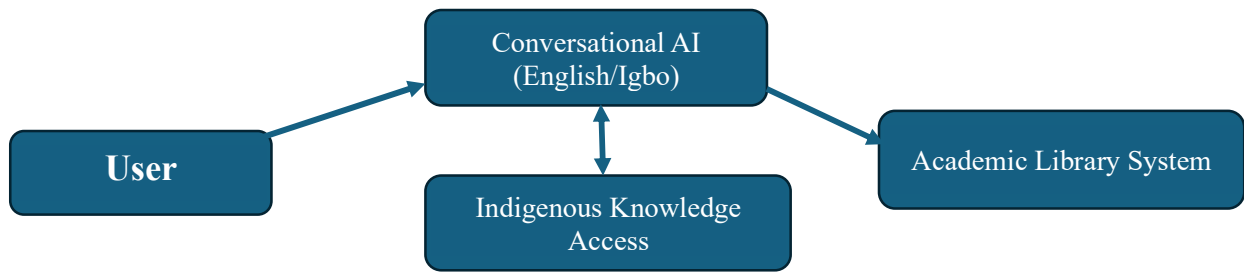 Conversational AI
(English/Igbo)
User
Academic Library System
Indigenous Knowledge
Access